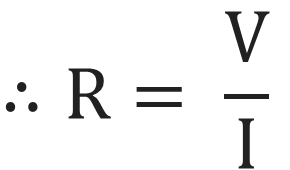 ∴ R = V/I